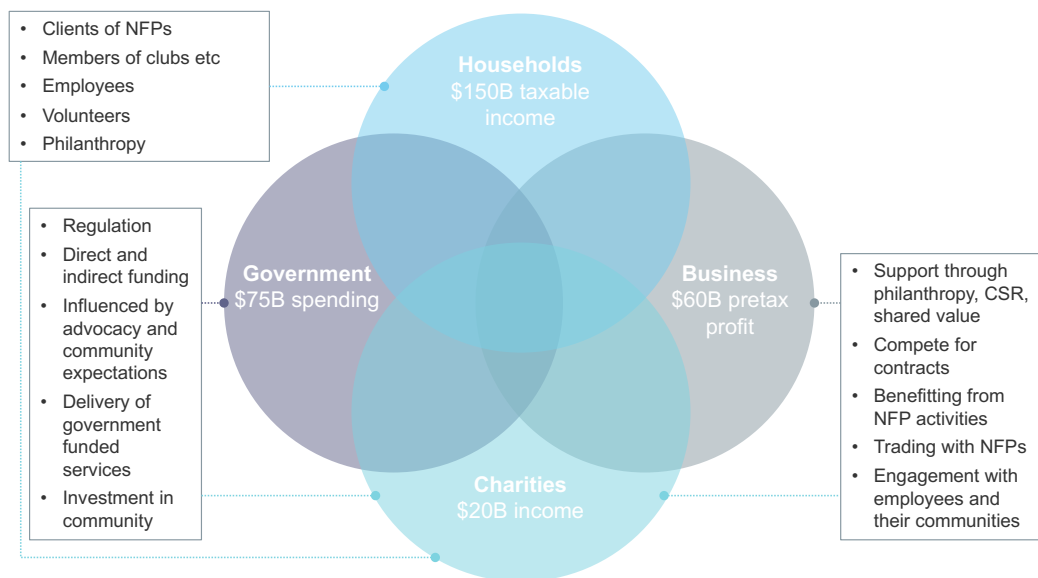 • Clients of NFPs
• Members of clubs etc
• Employees
• Volunteers
• Philanthropy
Households
$150B taxable
income
• Regulation
• Direct and
indirect funding
• Influenced by
advocacy and
community
expectations
• Delivery of
government
funded
services
• Investment in
community
Government
$75B spending
Business
$60B pretax
profit
• Support through
philanthropy, CSR,
shared value
• Compete for
contracts
• Benefitting from
NFP activities
• Trading with NFPs
• Engagement with
employees and
their communities
Charities
$20B income